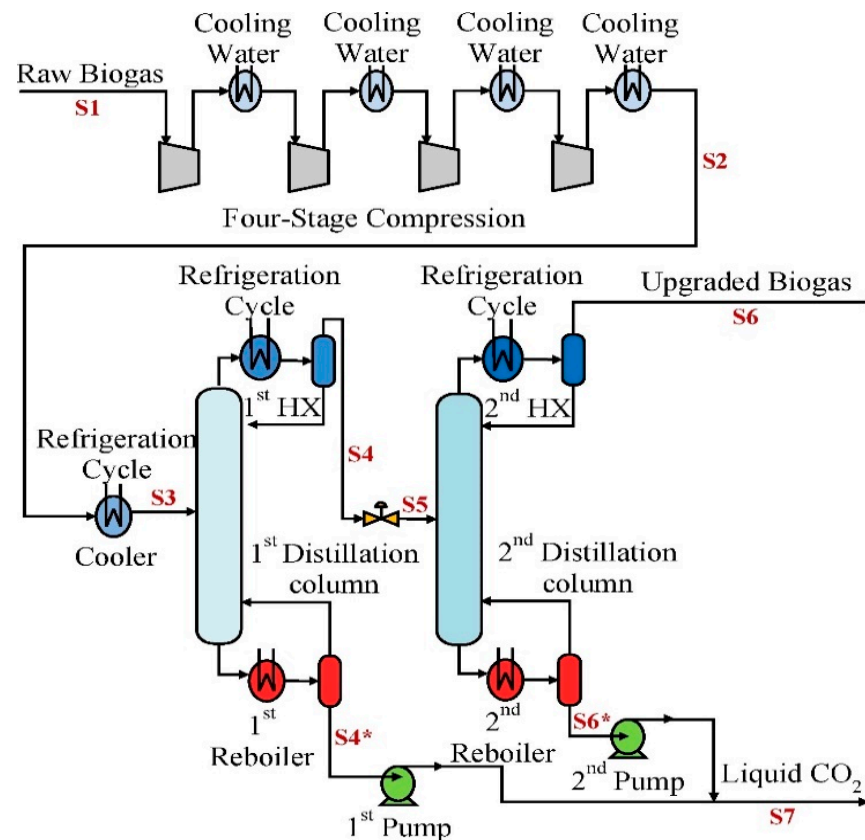 Cooling
Water
Cooling
Water
Cooling
Water
Cooling
Water
Raw Biogas
S1
S2
Four-Stage Compression
Refrigeration
Cycle
Refrigeration
Cycle
Upgraded Biogas
S6
1st HX
2nd HX
Refrigeration
Cycle
S3
S4
S5
Cooler
1st Distillation
column
2nd Distillation
column
1st
Reboiler
S4*
2nd
Reboiler
S6*
1st Pump
2nd Pump
Liquid CO2
S7